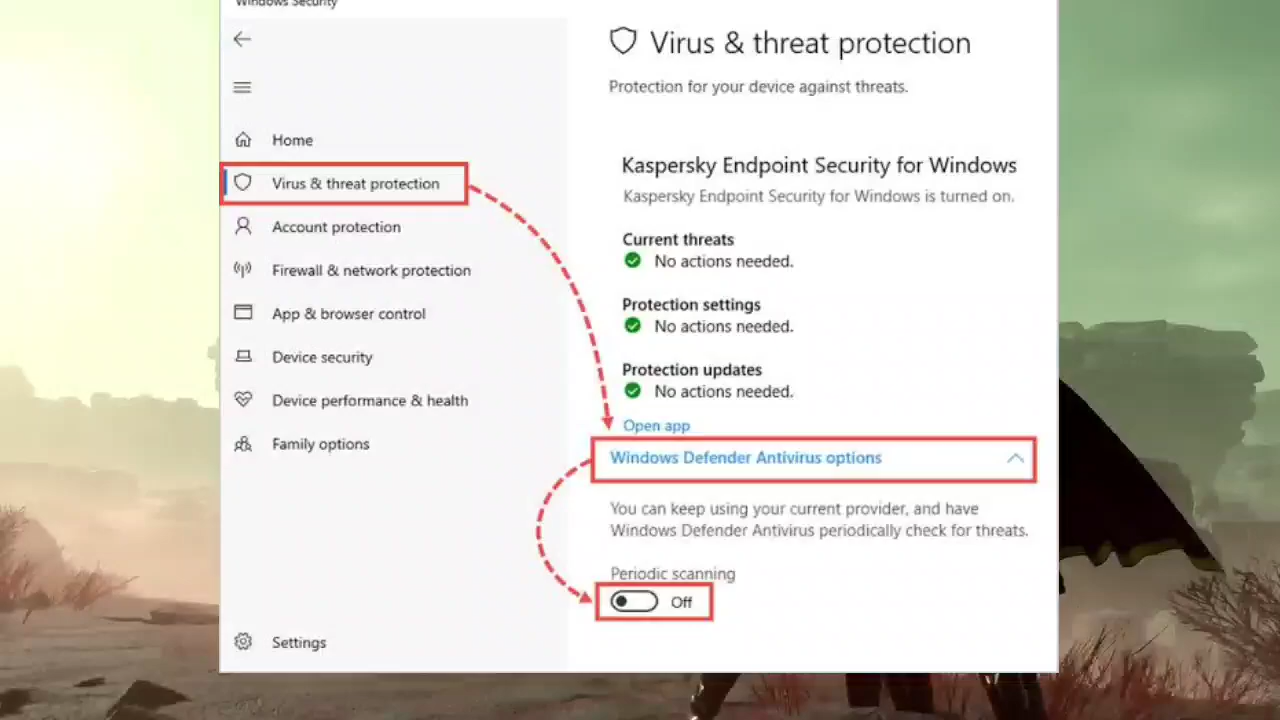 Windows Security
Virus & threat protection
Protection for your device against threats.
Home
Virus & threat protection
Account protection
Firewall & network protection
App & browser control
Device security
Device performance & health
Family options
Settings
Kaspersky Endpoint Security for Windows
Kaspersky Endpoint Security for Windows is turned on.
Current threats
No actions needed.
Protection settings
No actions needed.
Protection updates
No actions needed.
Open app
Windows Defender Antivirus options
You can keep using your current provider, and have
Windows Defender Antivirus periodically check for threats.
Periodic scanning
Off